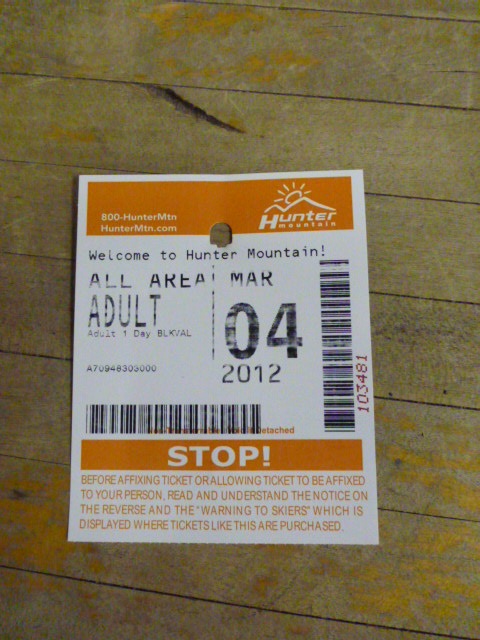 800-HunterMtn
HunterMtn.com
Hunter
mountain
Welcome to Hunter Mountain!
ALL AREA MAR
ADULT
04
Adult 1 Day BLKVAL
A70948303000
2012
103481
detached
STOP!
BEFORE AFFIXING TICKET OR ALLOWING TICKET TO BE AFFIXED
TO YOUR PERSON, READ AND UNDERSTAND THE NOTICE ON
THE REVERSE AND THE "WARNING TO SKIERS" WHICH IS
DISPLAYED WHERE TICKETS LIKE THIS ARE PURCHASED.